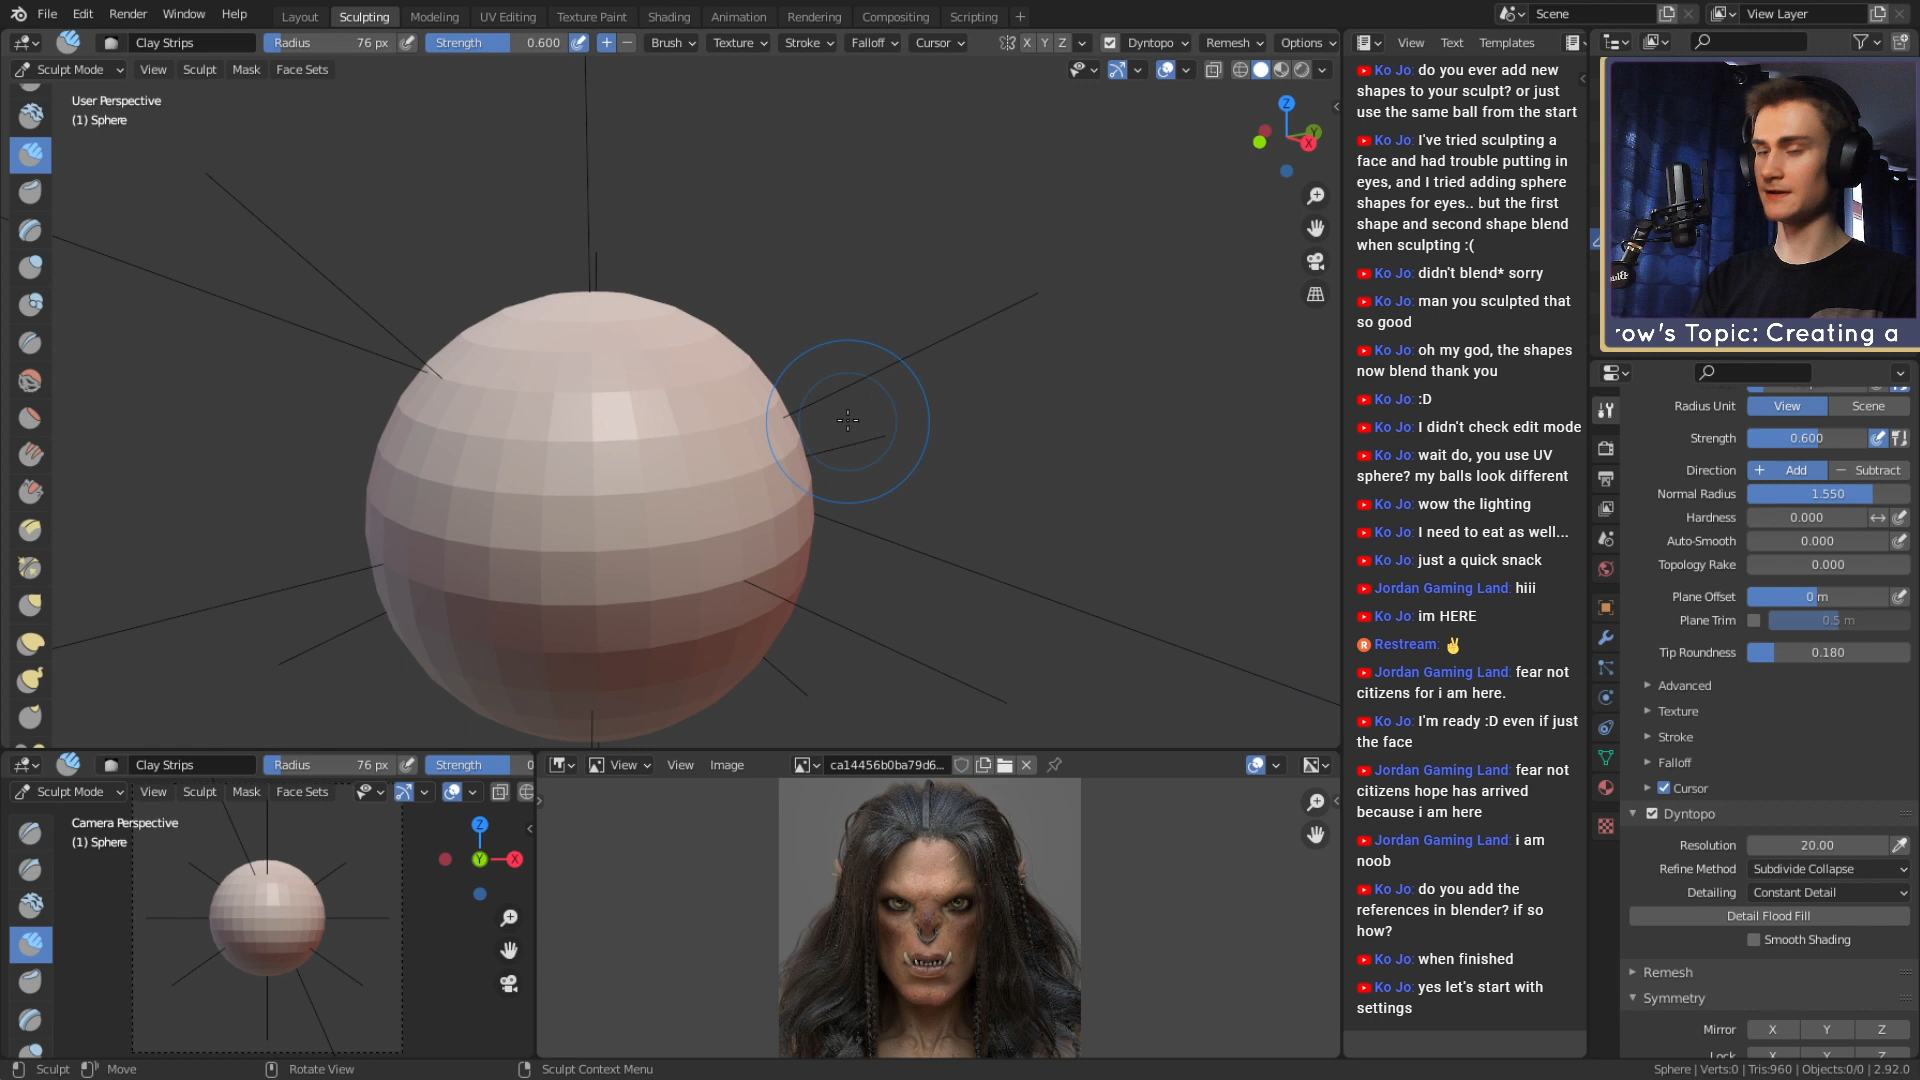 File Edit Render Window Help Layout Sculpting Modeling UV Editing Texture Paint Shading Animation Rendering Compositing Scripting + Scene View Layer
Clay Strips Radius 76 px Strength 0.600 Brush Texture Stroke Falloff Cursor X Y Z Dyntopo Remesh Options View Text Templates
Sculpt Mode View Sculpt Mask Face Sets
User Perspective
(1) Sphere
Z
Y
X
Clay Strips Radius 76 px Strength 0
Sculpt Mode View Sculpt Mask Face Sets
Camera Perspective
(1) Sphere
Z
Y
X
View View Image ca14456b0ba79d6...
Ko Jo: do you ever add new
shapes to your sculpt? or just
use the same ball from the start
Ko Jo: I've tried sculpting a
face and had trouble putting in
eyes, and I tried adding sphere
shapes for eyes.. but the first
shape and second shape blend
when sculpting :(
Ko Jo: didn't blend* sorry
Ko Jo: man you sculpted that
so good
Ko Jo: oh my god, the shapes
now blend thank you
Ko Jo: :D
Ko Jo: I didn't check edit mode
Ko Jo: wait do, you use UV
sphere? my balls look different
Ko Jo: wow the lighting
Ko Jo: I need to eat as well...
Ko Jo: just a quick snack
Jordan Gaming Land: hiii
Ko Jo: im HERE
Restream: ✌
Jordan Gaming Land: fear not
citizens for i am here.
Ko Jo: I'm ready :D even if just
the face
Jordan Gaming Land: fear not
citizens hope has arrived
because i am here
Jordan Gaming Land: i am
noob
Ko Jo: do you add the
references in blender? if so
how?
Ko Jo: when finished
Ko Jo: yes let's start with
settings
row's Topic: Creating a
Radius Unit View Scene
Strength 0.600
Direction + Add − Subtract
Normal Radius 1.550
Hardness 0.000
Auto-Smooth 0.000
Topology Rake 0.000
Plane Offset 0 m
Plane Trim 0.5 m
Tip Roundness 0.180
Advanced
Texture
Stroke
Falloff
Cursor
Dyntopo
Resolution 20.00
Refine Method Subdivide Collapse
Detailing Constant Detail
Detail Flood Fill
Smooth Shading
Remesh
Symmetry
Mirror X Y Z
Lock X Y Z
Sculpt Move Rotate View Sculpt Context Menu Sphere | Verts:0 | Tris:960 | Objects:0/0 | 2.92.0